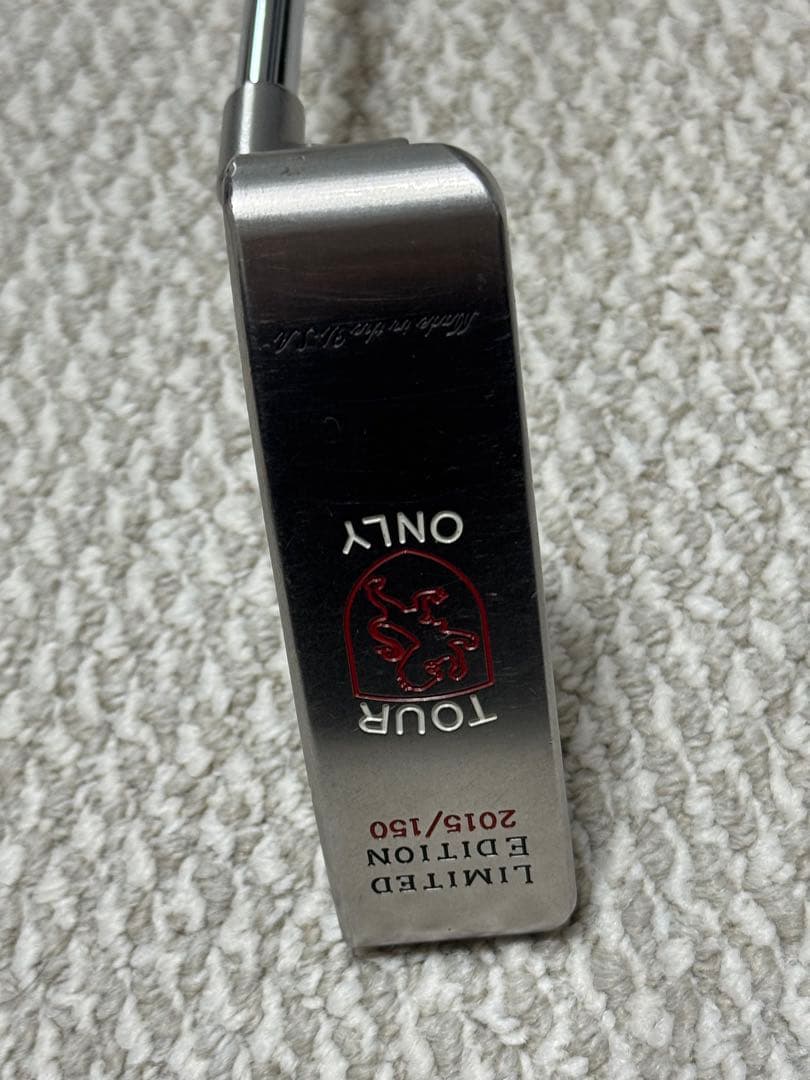 LIMITED
EDITION
2015/150
TOUR
ONLY
Made in the U.S.A